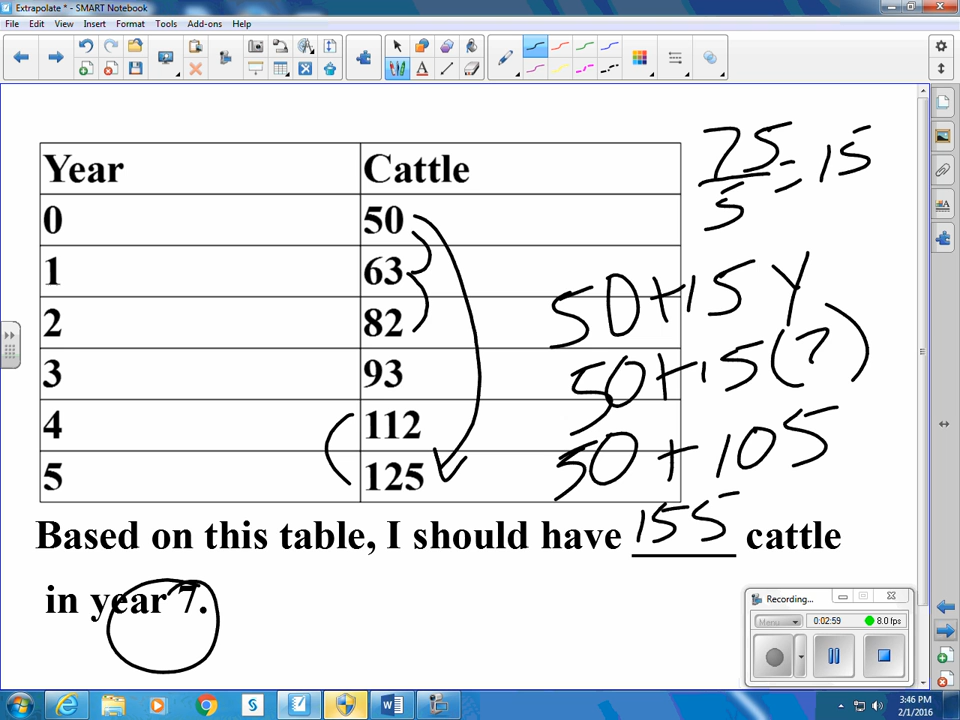 Extrapolate * - SMART Notebook
File Edit View Insert Format Tools Add-ons Help
Year Cattle
0 50
1 63
2 82
3 93
4 112
5 125
75/5 = 15
50+15Y
50+15(7)
50+105
Based on this table, I should have 155 cattle
in year 7.
Recording...
Menu 0:02:59 8.0 fps
3:46 PM
2/1/2016